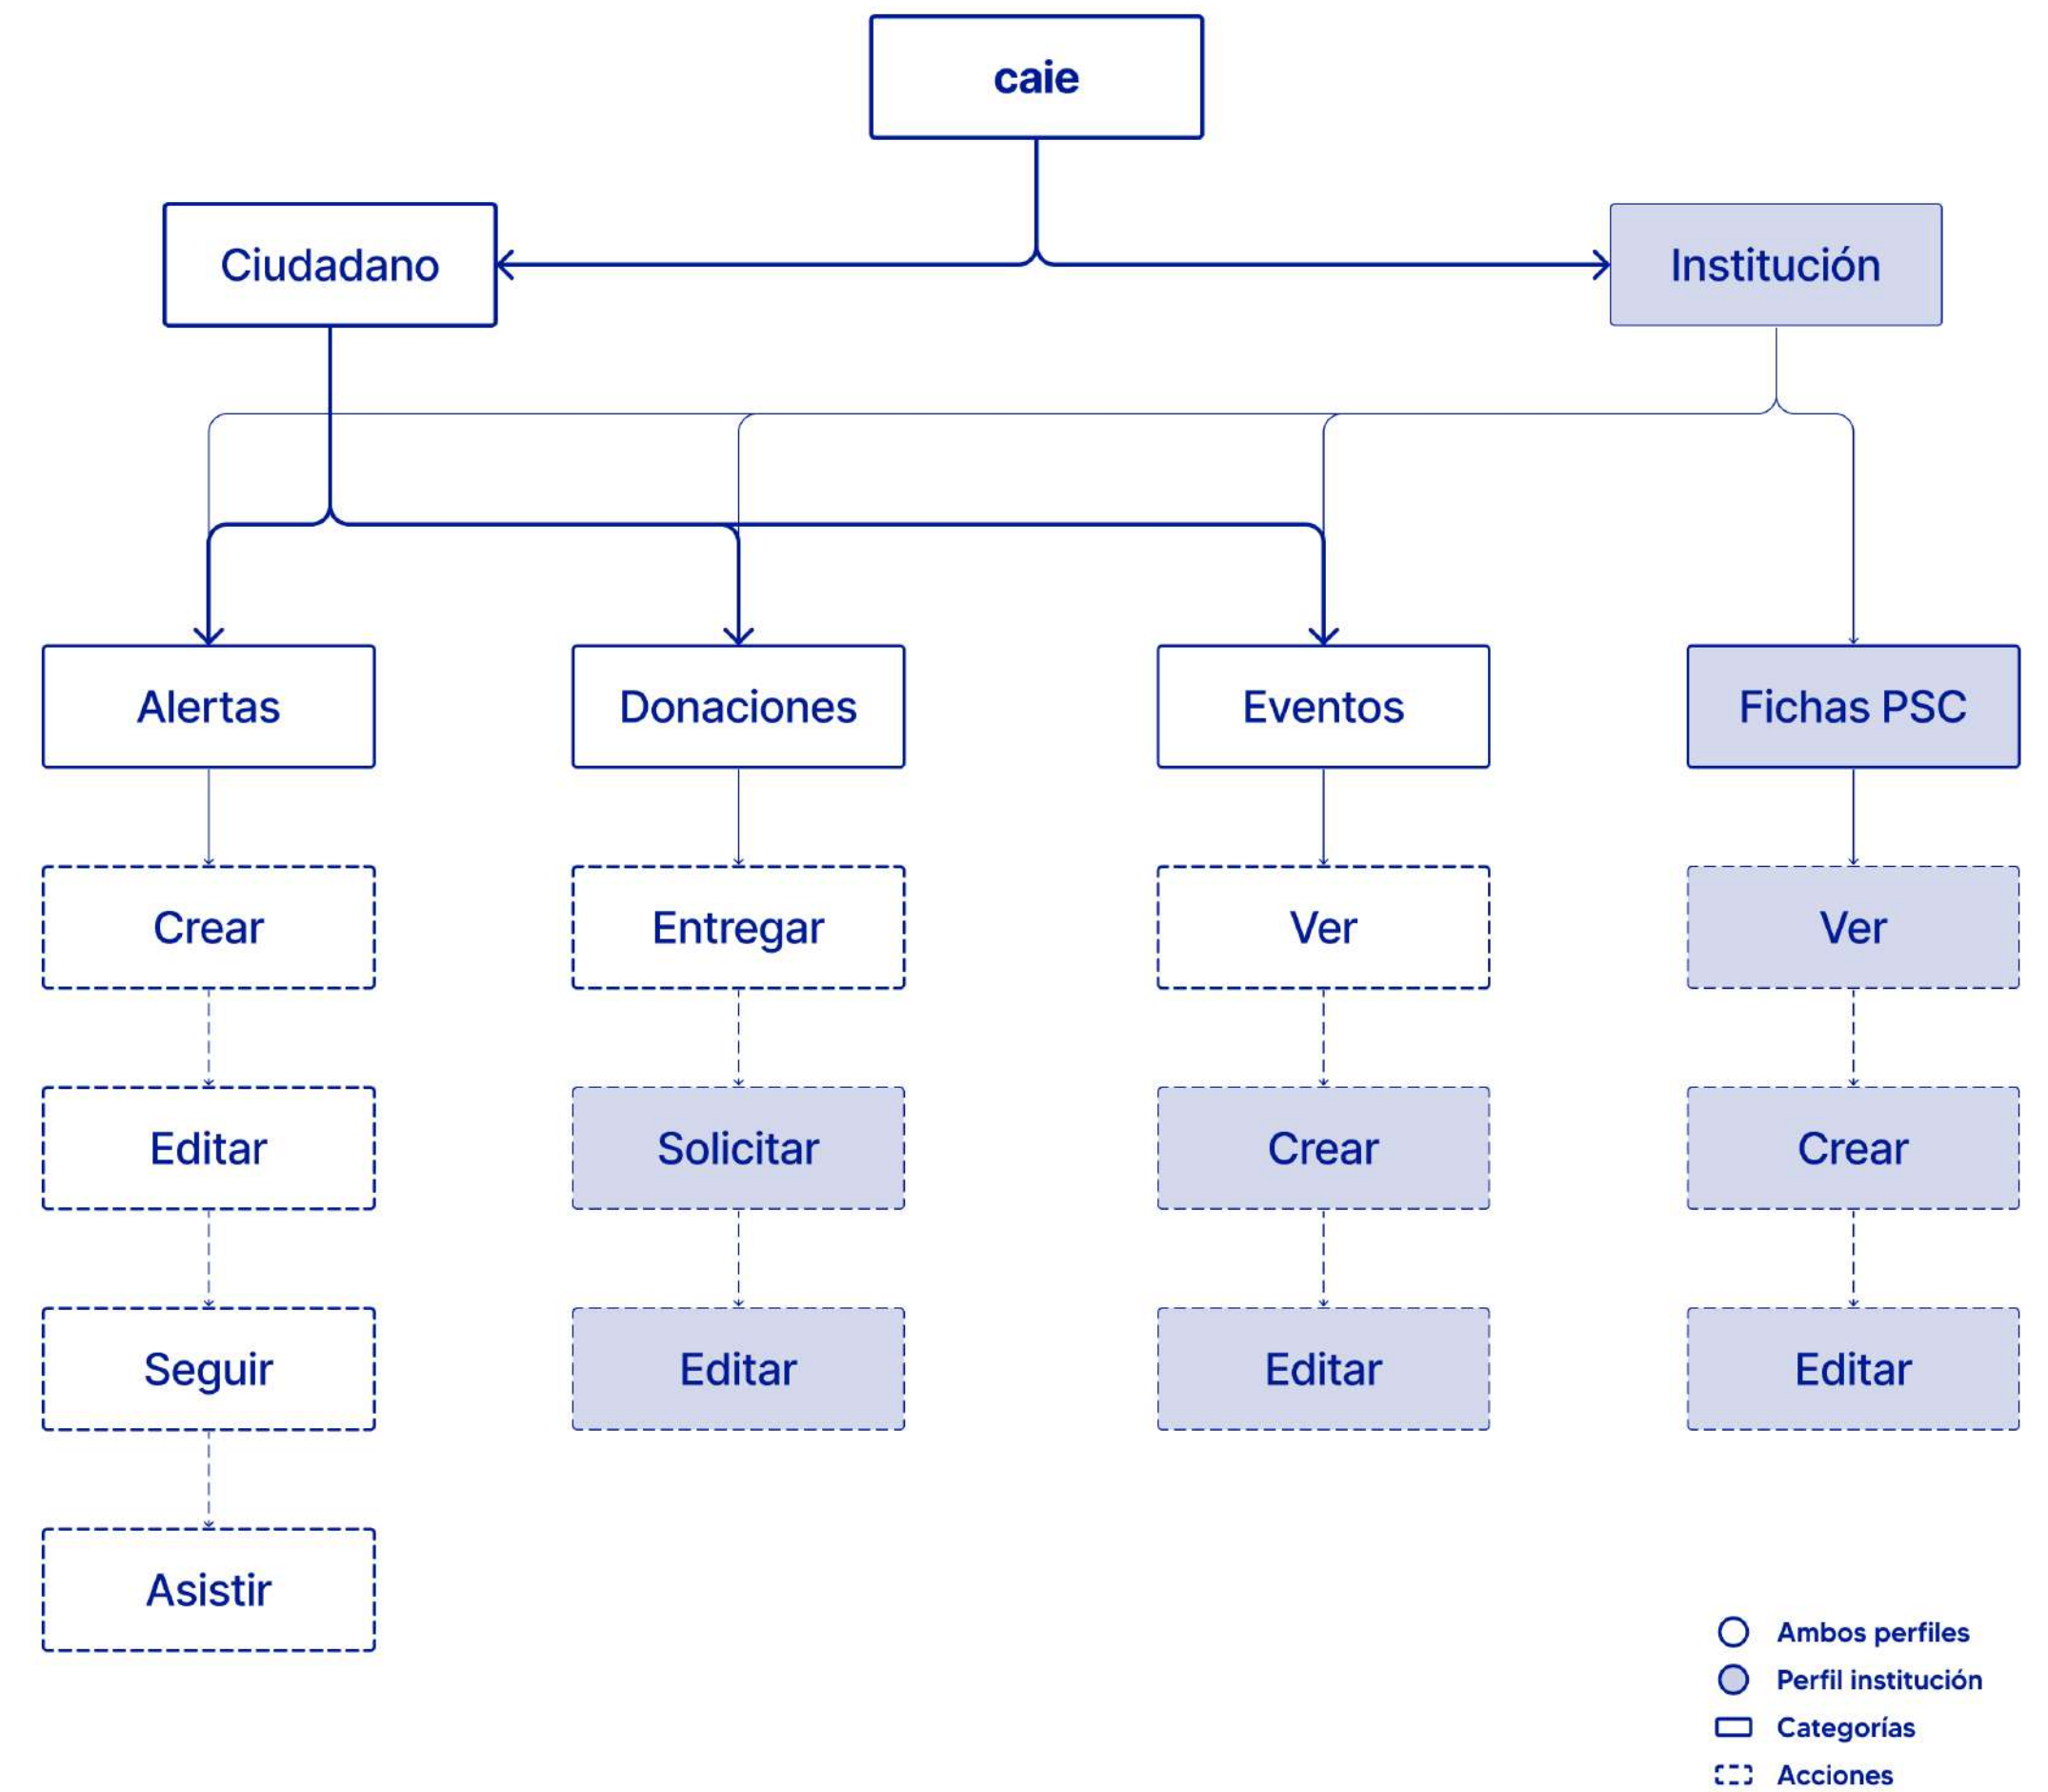 caie
Ciudadano
Institución
Alertas
Donaciones
Eventos
Fichas PSC
Crear
Entregar
Ver
Ver
Editar
Solicitar
Crear
Crear
Seguir
Editar
Editar
Editar
Asistir
Ambos perfiles
Perfil institución
Categorías
Acciones